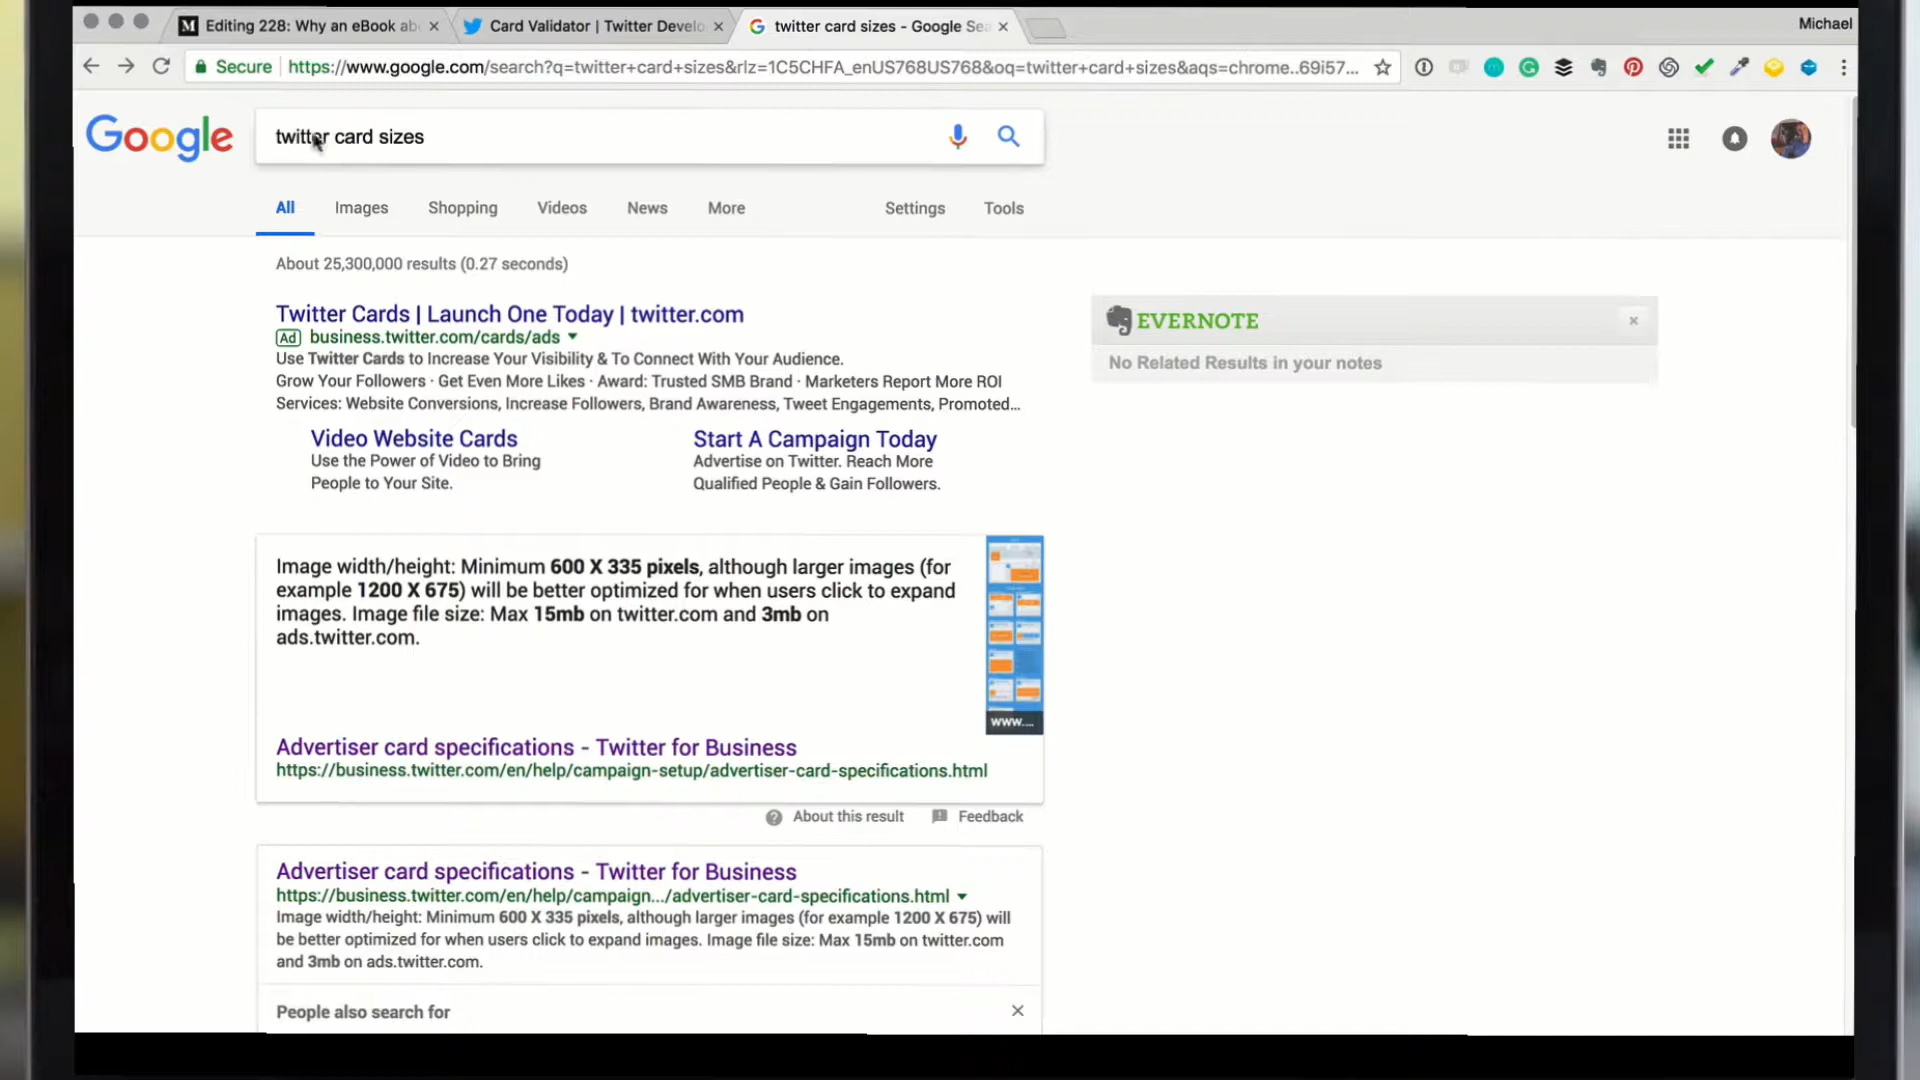 Editing 228: Why an eBook ab
Card Validator | Twitter Develo
twitter card sizes - Google Sea
Michael
Secure https://www.google.com/search?q=twitter+card+sizes&rlz=1C5CHFA_enUS768US768&oq=twitter+card+sizes&aqs=chrome..69i57...
Google
twitter card sizes
All Images Shopping Videos News More Settings Tools
About 25,300,000 results (0.27 seconds)
Twitter Cards | Launch One Today | twitter.com
Ad business.twitter.com/cards/ads
Use Twitter Cards to Increase Your Visibility & To Connect With Your Audience.
Grow Your Followers · Get Even More Likes · Award: Trusted SMB Brand · Marketers Report More ROI
Services: Website Conversions, Increase Followers, Brand Awareness, Tweet Engagements, Promoted...
Video Website Cards
Use the Power of Video to Bring
People to Your Site.
Start A Campaign Today
Advertise on Twitter. Reach More
Qualified People & Gain Followers.
EVERNOTE
No Related Results in your notes
Image width/height: Minimum 600 X 335 pixels, although larger images (for
example 1200 X 675) will be better optimized for when users click to expand
images. Image file size: Max 15mb on twitter.com and 3mb on
ads.twitter.com.
www....
Advertiser card specifications - Twitter for Business
https://business.twitter.com/en/help/campaign-setup/advertiser-card-specifications.html
About this result Feedback
Advertiser card specifications - Twitter for Business
https://business.twitter.com/en/help/campaign.../advertiser-card-specifications.html
Image width/height: Minimum 600 X 335 pixels, although larger images (for example 1200 X 675) will
be better optimized for when users click to expand images. Image file size: Max 15mb on twitter.com
and 3mb on ads.twitter.com.
People also search for